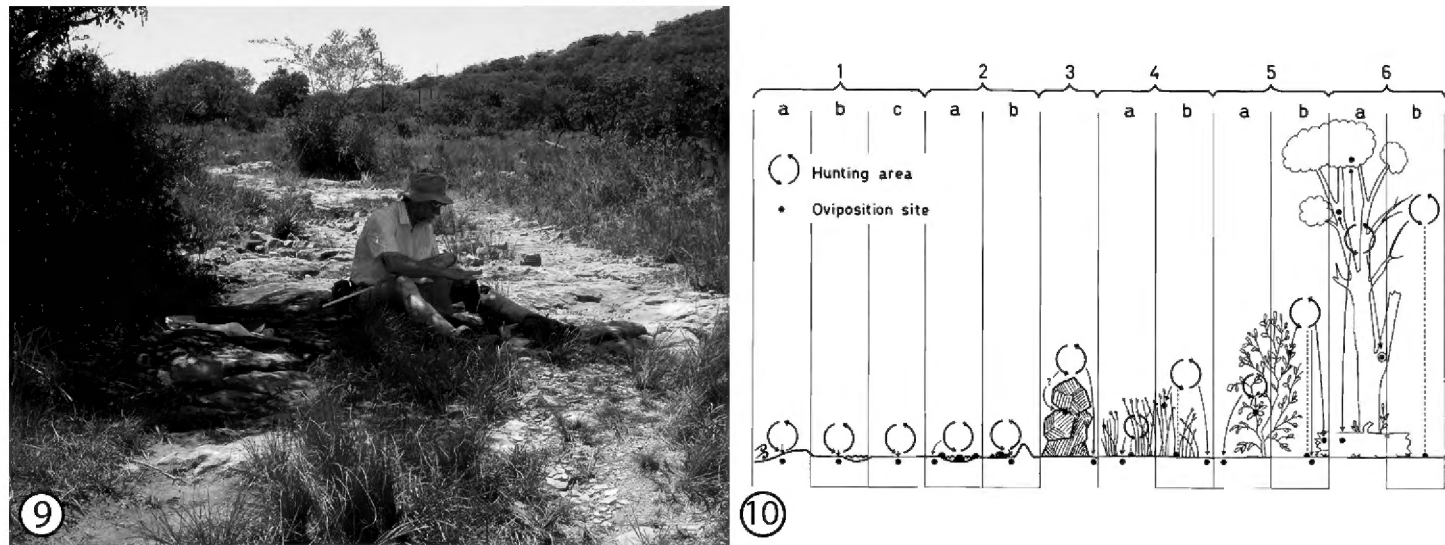 9
1 2 3 4 5 6
a b c a b a b a b a b
Hunting area
Oviposition site
?
10